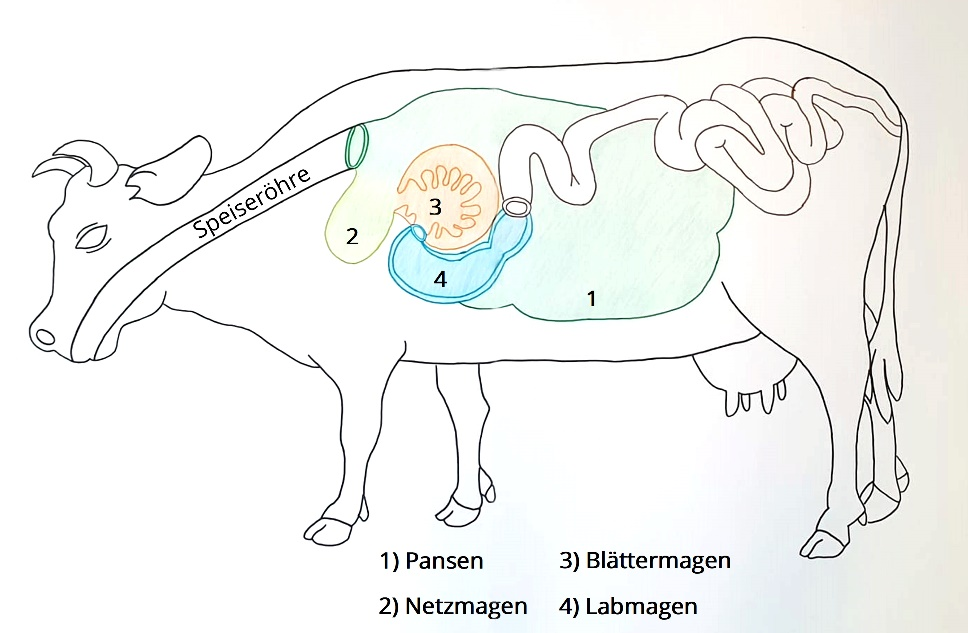 Speiseröhre
3
2
4
1
1) Pansen
3) Blättermagen
2) Netzmagen
4) Labmagen